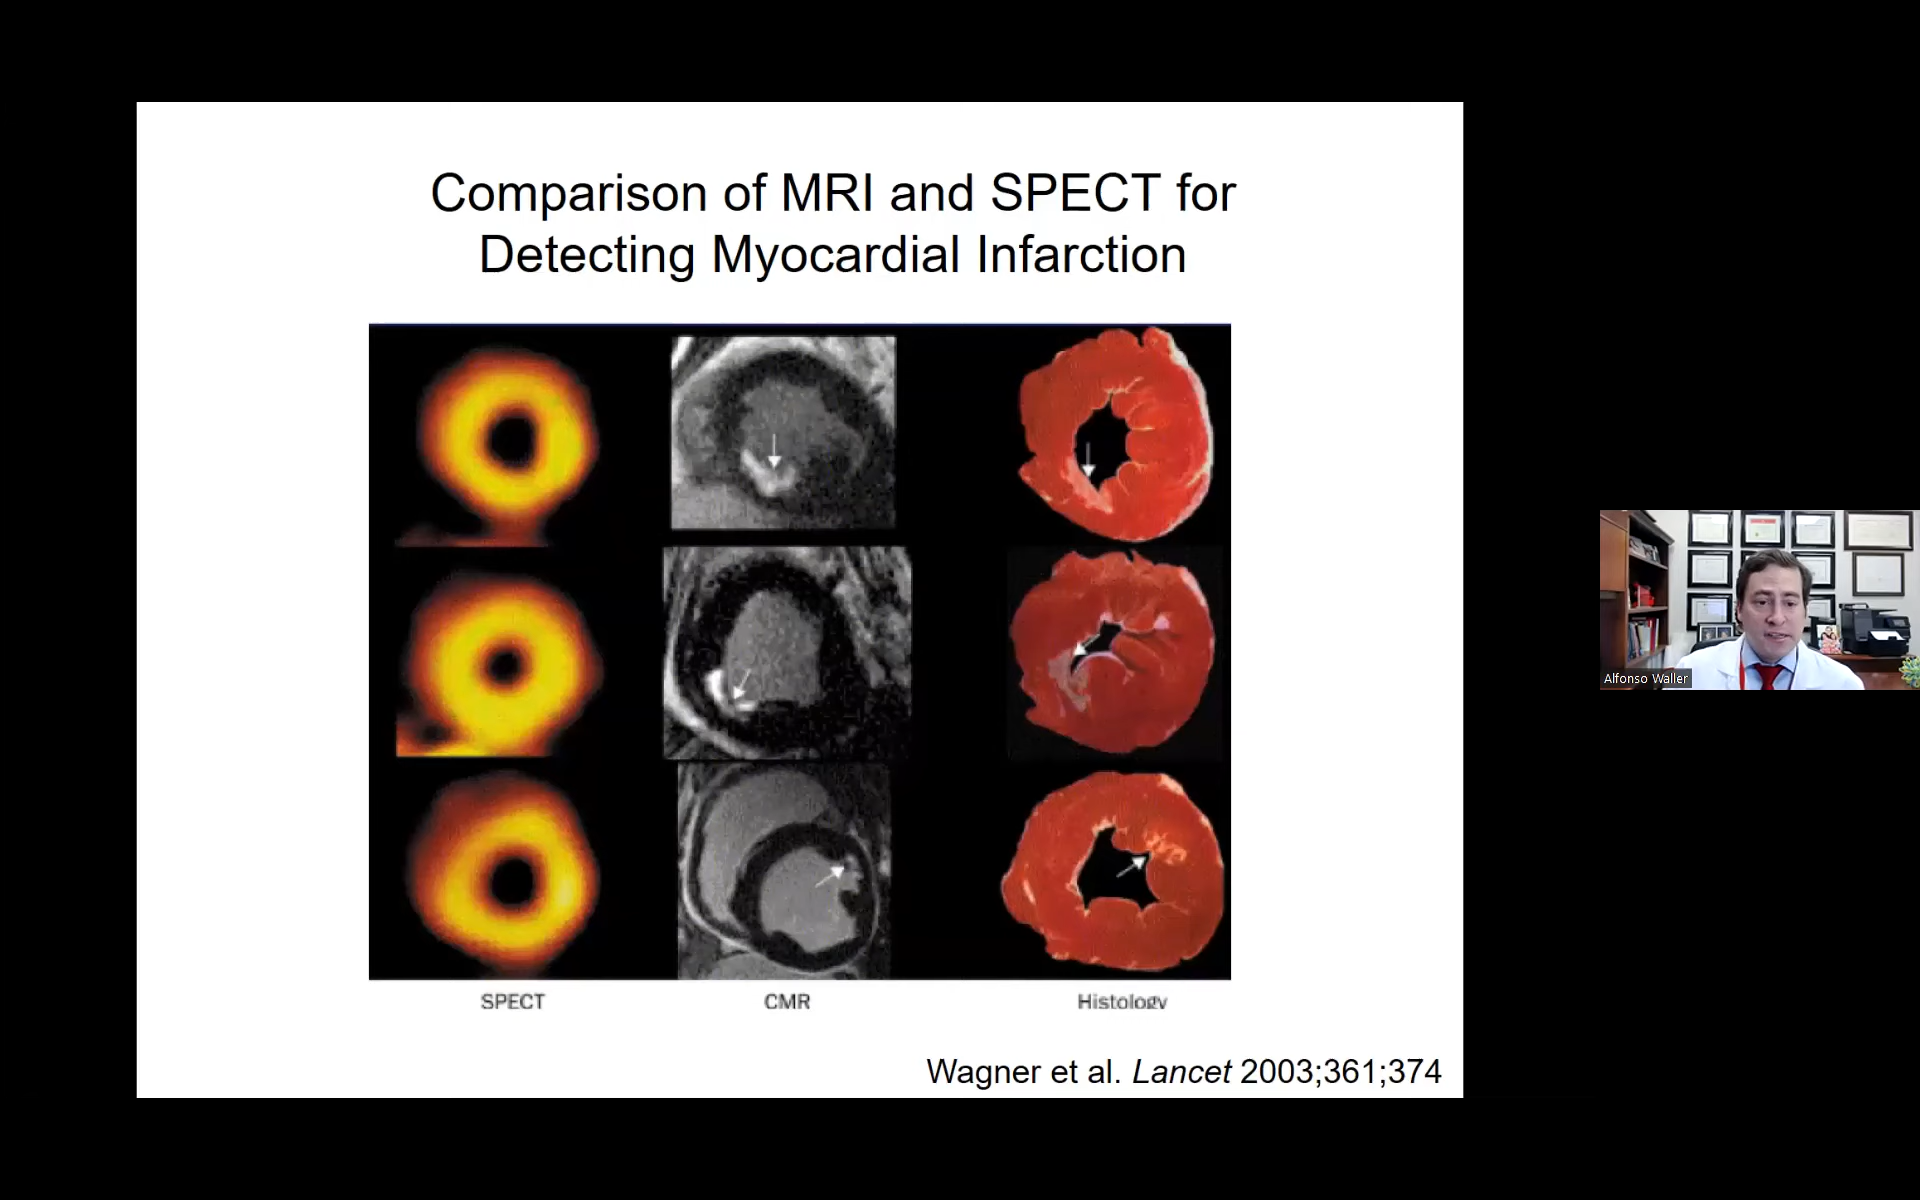 Comparison of MRI and SPECT for
Detecting Myocardial Infarction
SPECT
CMR
Histology
Wagner et al. Lancet 2003;361;374
Alfonso Waller